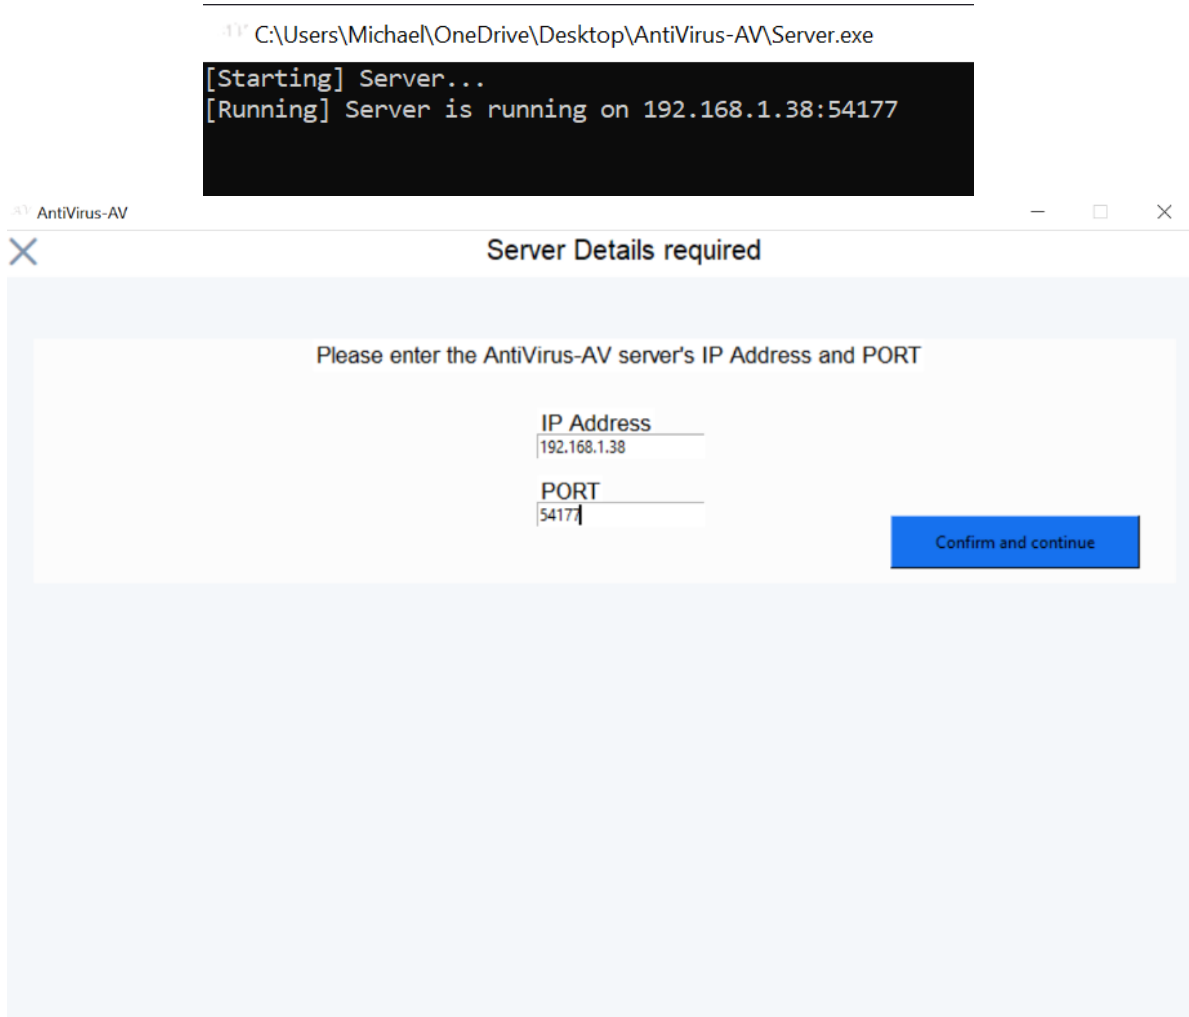 C:\Users\Michael\OneDrive\Desktop\AntiVirus-AV\Server.exe
[Starting] Server...
[Running] Server is running on 192.168.1.38:54177
AntiVirus-AV
Server Details required
Please enter the AntiVirus-AV server's IP Address and PORT
IP Address
192.168.1.38
PORT
54177
Confirm and continue